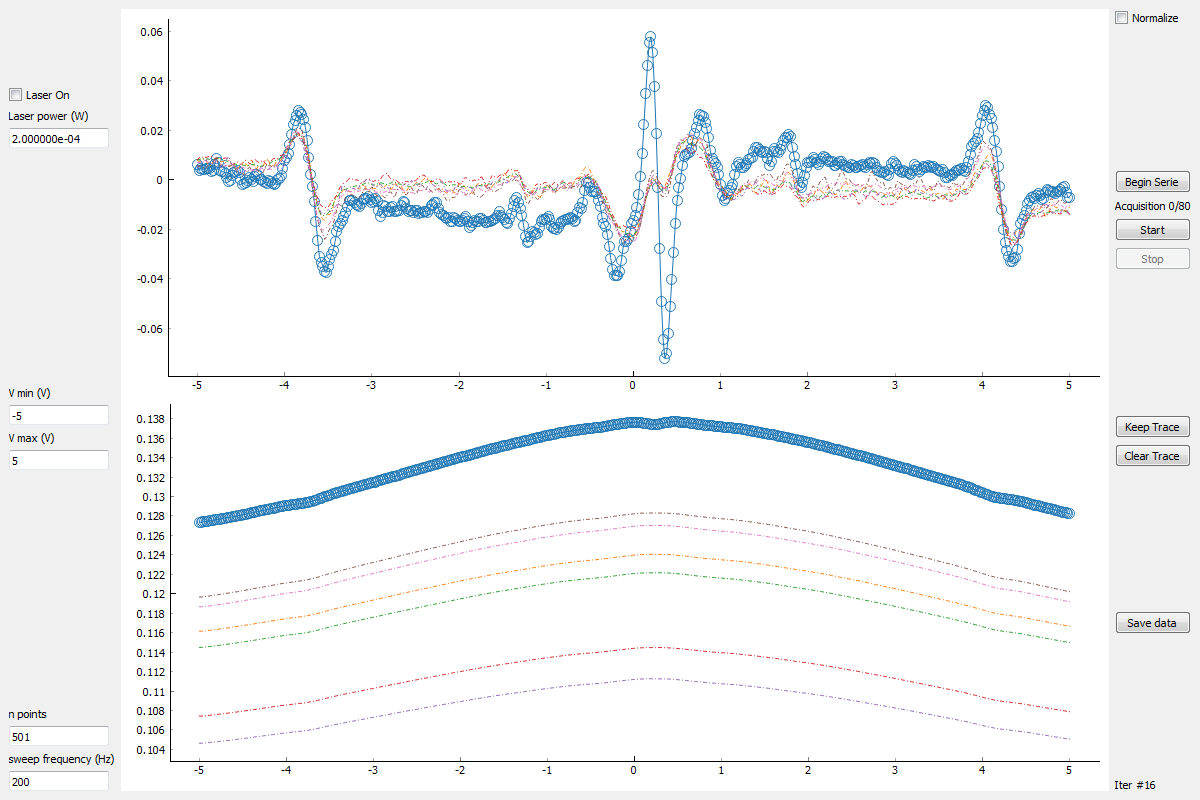 Laser On
Laser power (W)
2.000000e-04
V min (V)
-5
V max (V)
5
n points
501
sweep frequency (Hz)
200
0.06
0.04
0.02
0
-0.02
-0.04
-0.06
-5 -4 -3 -2 -1 0 1 2 3 4 5
0.138
0.136
0.134
0.132
0.13
0.128
0.126
0.124
0.122
0.12
0.118
0.116
0.114
0.112
0.11
0.108
0.106
0.104
-5 -4 -3 -2 -1 0 1 2 3 4 5
Normalize
Begin Serie
Acquisition 0/80
Start
Stop
Keep Trace
Clear Trace
Save data
Iter #16